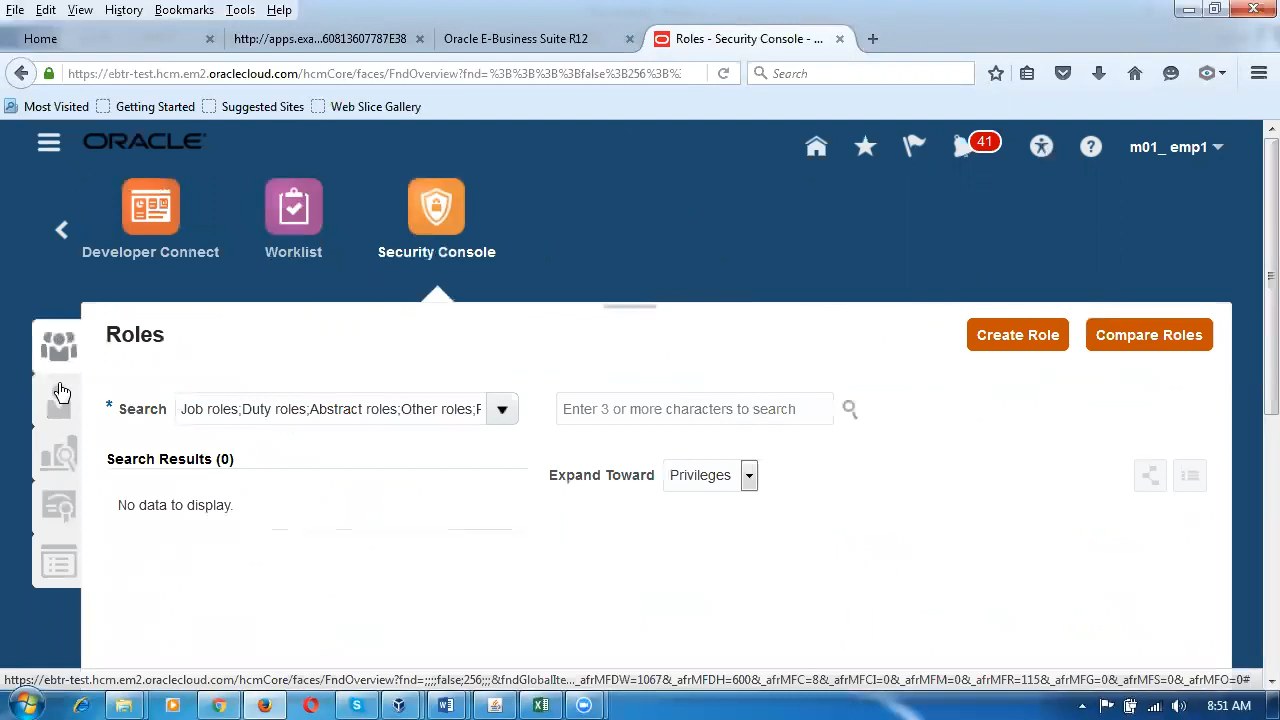 File Edit View History Bookmarks Tools Help
Home × http://apps.exa...60813607787E38 × Oracle E-Business Suite R12 × Roles - Security Console - ... × +
https://ebtr-test.hcm.em2.oraclecloud.com/hcmCore/faces/FndOverview?fnd=%3B%3B%3B%3Bfalse%3B256%3B%: Search
Most Visited Getting Started Suggested Sites Web Slice Gallery
ORACLE 41 m01_ emp1
Developer Connect Worklist Security Console
Roles Create Role Compare Roles
* Search Job roles;Duty roles;Abstract roles;Other roles;F Enter 3 or more characters to search
Search Results (0)
Expand Toward Privileges
No data to display.
https://ebtr-test.hcm.em2.oraclecloud.com/hcmCore/faces/FndOverview?fnd=;;;;false;256;;;&fndGlobalIte..._afrMFDW=1067&_afrMFDH=600&_afrMFC=8&_afrMFCI=0&_afrMFM=0&_afrMFR=115&_afrMFG=0&_afrMFS=0&_afrMFO=0#
8:51 AM